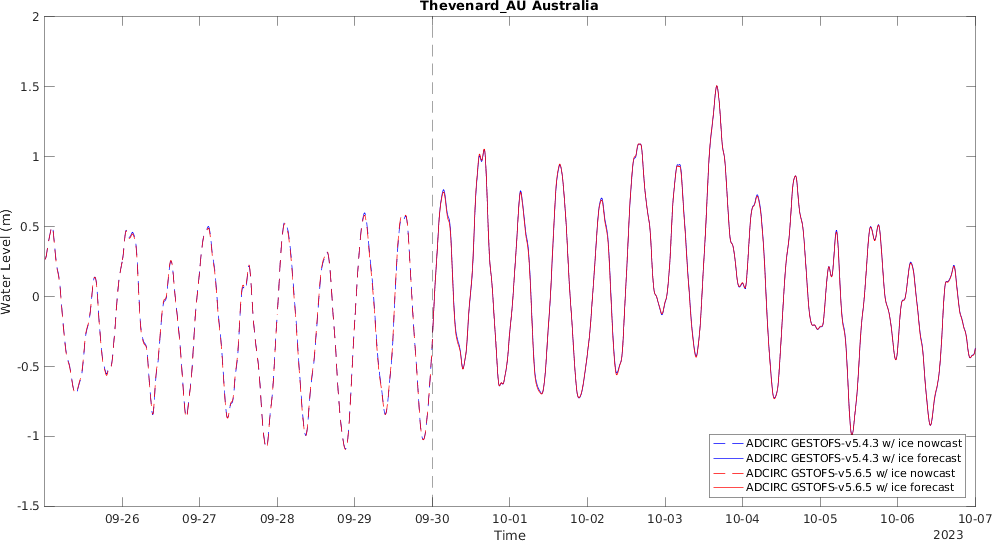 Thevenard_AU Australia
Water Level (m)
2
1.5
1
0.5
0
-0.5
-1
-1.5
ADCIRC GESTOFS-v5.4.3 w/ ice nowcast
ADCIRC GESTOFS-v5.4.3 w/ ice forecast
ADCIRC GSTOFS-v5.6.5 w/ ice nowcast
ADCIRC GSTOFS-v5.6.5 w/ ice forecast
09-26 09-27 09-28 09-29 09-30 10-01 10-02 10-03 10-04 10-05 10-06 10-07
Time
2023